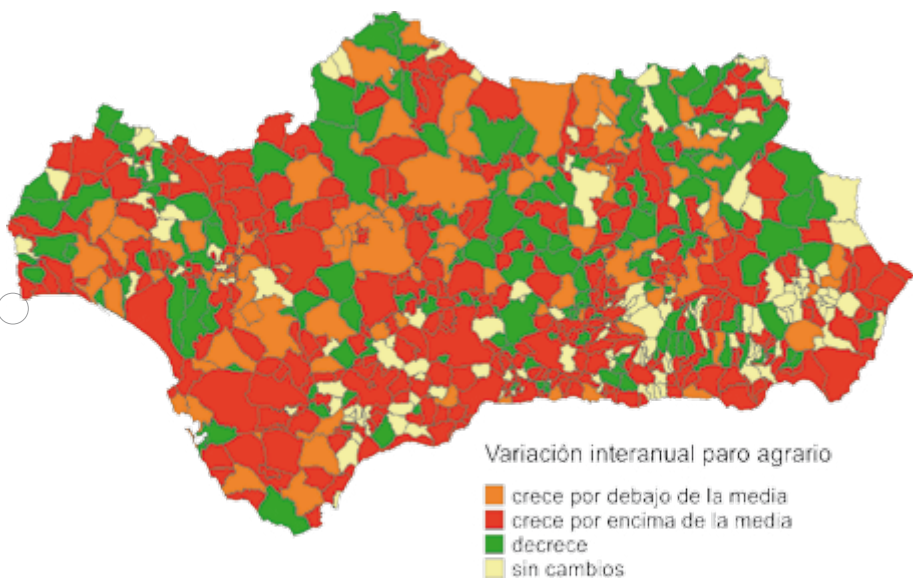 Variación interanual paro agrario
crece por debajo de la media
crece por encima de la media
decrece
sin cambios